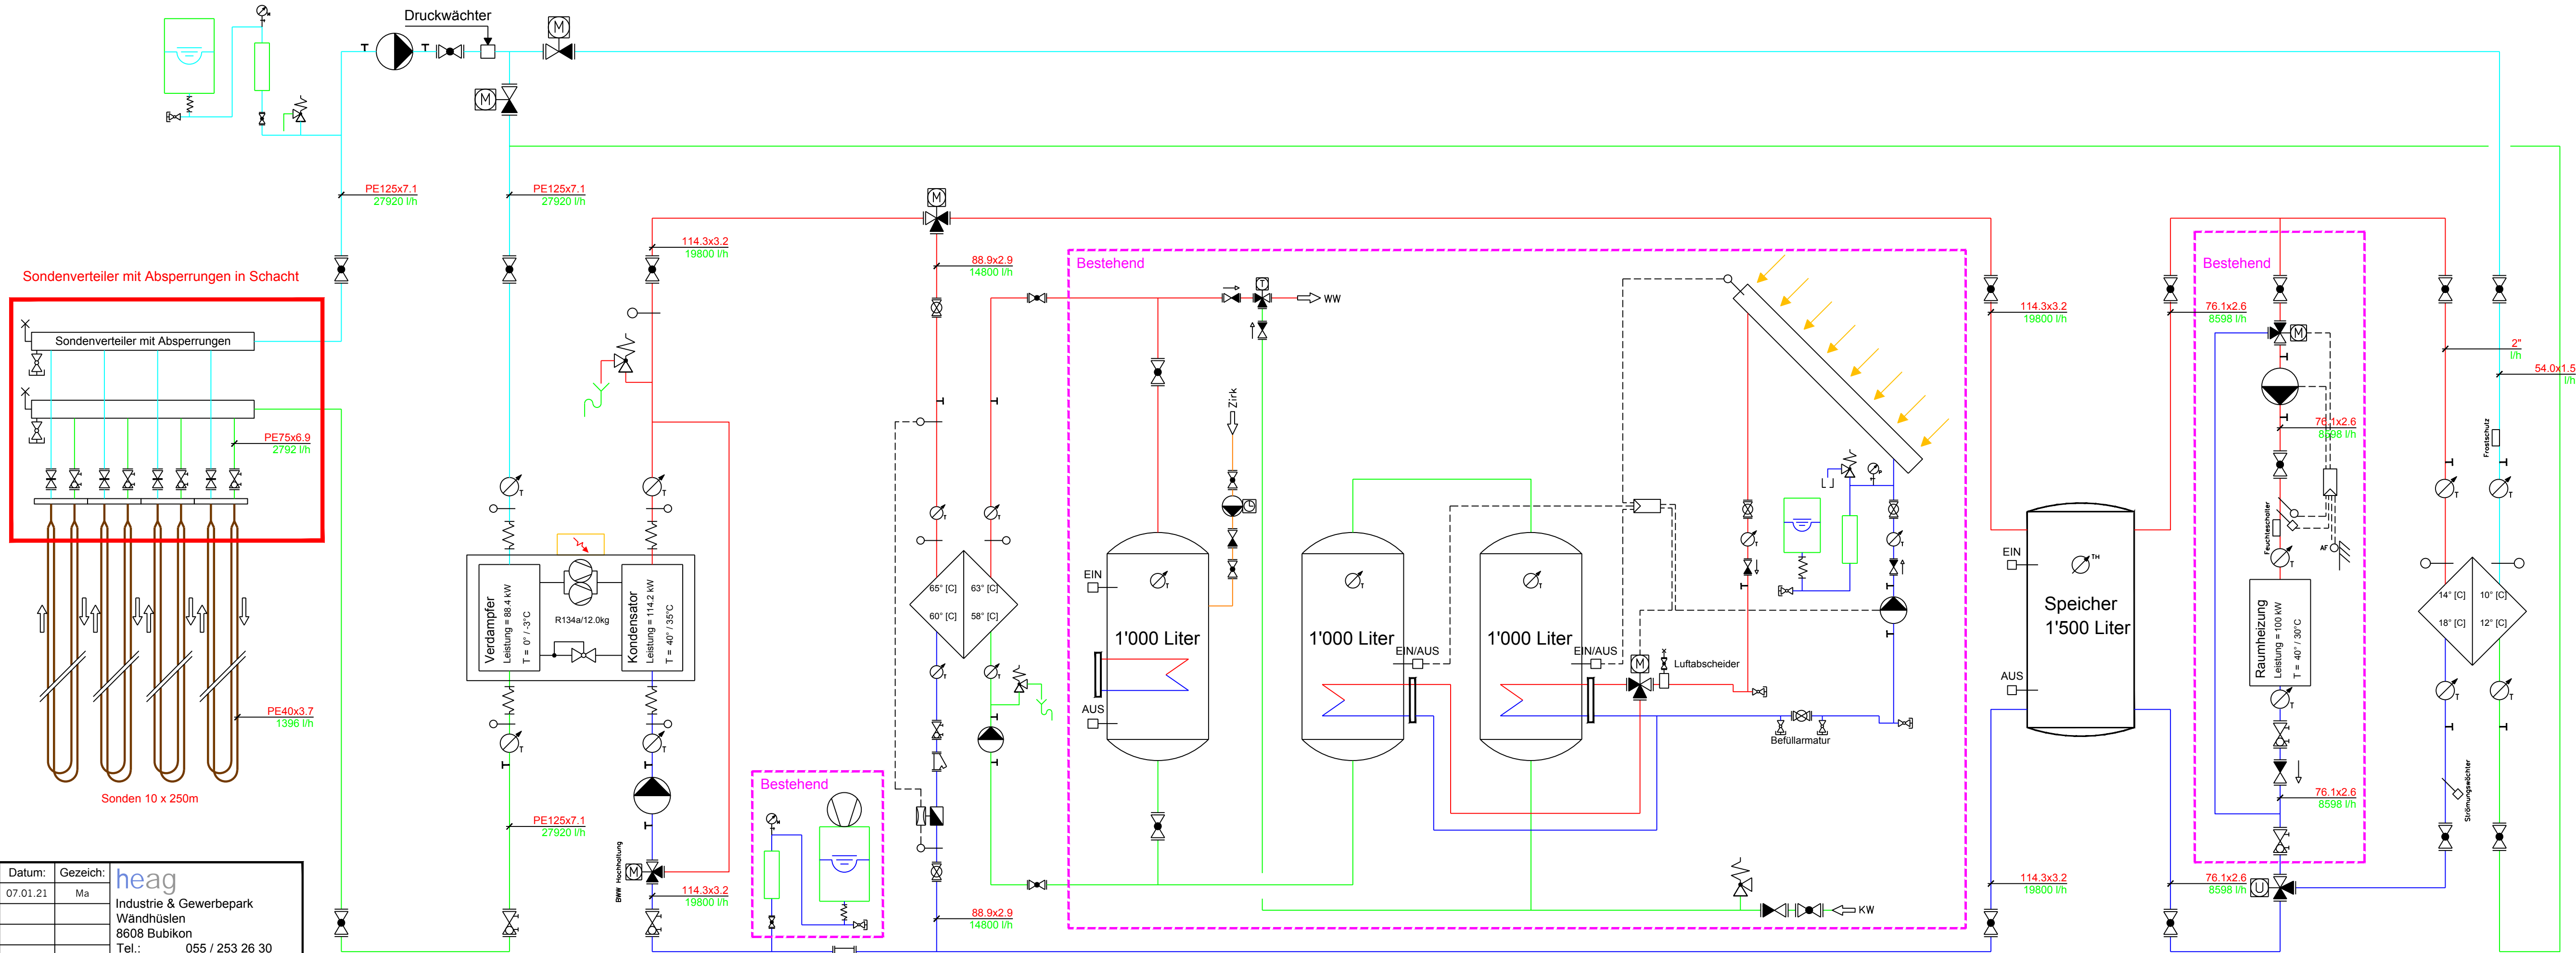 Druckwächter
M
M
PE125x7.1
27920 l/h
PE125x7.1
27920 l/h
M
114.3x3.2
19800 l/h
88.9x2.9
14800 l/h
Sondenverteiler mit Absperrungen in Schacht
Sondenverteiler mit Absperrungen
PE75x6.9
2792 l/h
PE40x3.7
1396 l/h
Sonden 10 x 250m
Verdampfer
Leistung = 88.4 kW
T = 0° / -3°C
R134a/12.0kg
Kondensator
Leistung = 114.2 kW
T = 40° / 35°C
PE125x7.1
27920 l/h
BWW Hochhaltung
M
114.3x3.2
19800 l/h
Bestehend
65° [C]
63° [C]
60° [C]
58° [C]
88.9x2.9
14800 l/h
Bestehend
T
WW
Zirk
EIN
1'000 Liter
AUS
1'000 Liter
EIN/AUS
1'000 Liter
EIN/AUS
M
Luftabscheider
Befüllarmatur
KW
114.3x3.2
19800 l/h
EIN
TH
Speicher
1'500 Liter
AUS
114.3x3.2
19800 l/h
76.1x2.6
8598 l/h
Bestehend
M
76.1x2.6
8598 l/h
Feuchteschalter
AF
Raumheizung
Leistung = 100 kW
T = 40° / 30°C
76.1x2.6
8598 l/h
76.1x2.6
8598 l/h
U
2"
l/h
54.0x1.5
l/h
Frostschutz
14° [C]
10° [C]
18° [C]
12° [C]
Strömungswächter
Datum:
Gezeich:
07.01.21
Ma
heag
Industrie & Gewerbepark
Wändhüslen
8608 Bubikon
Tel.: 055 / 253 26 30